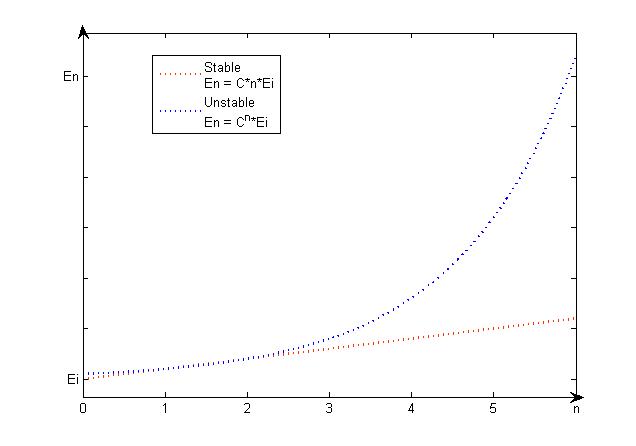 En
Stable
En = C*n*Ei
Unstable
En = Cⁿ*Ei
Ei
0 1 2 3 4 5 n